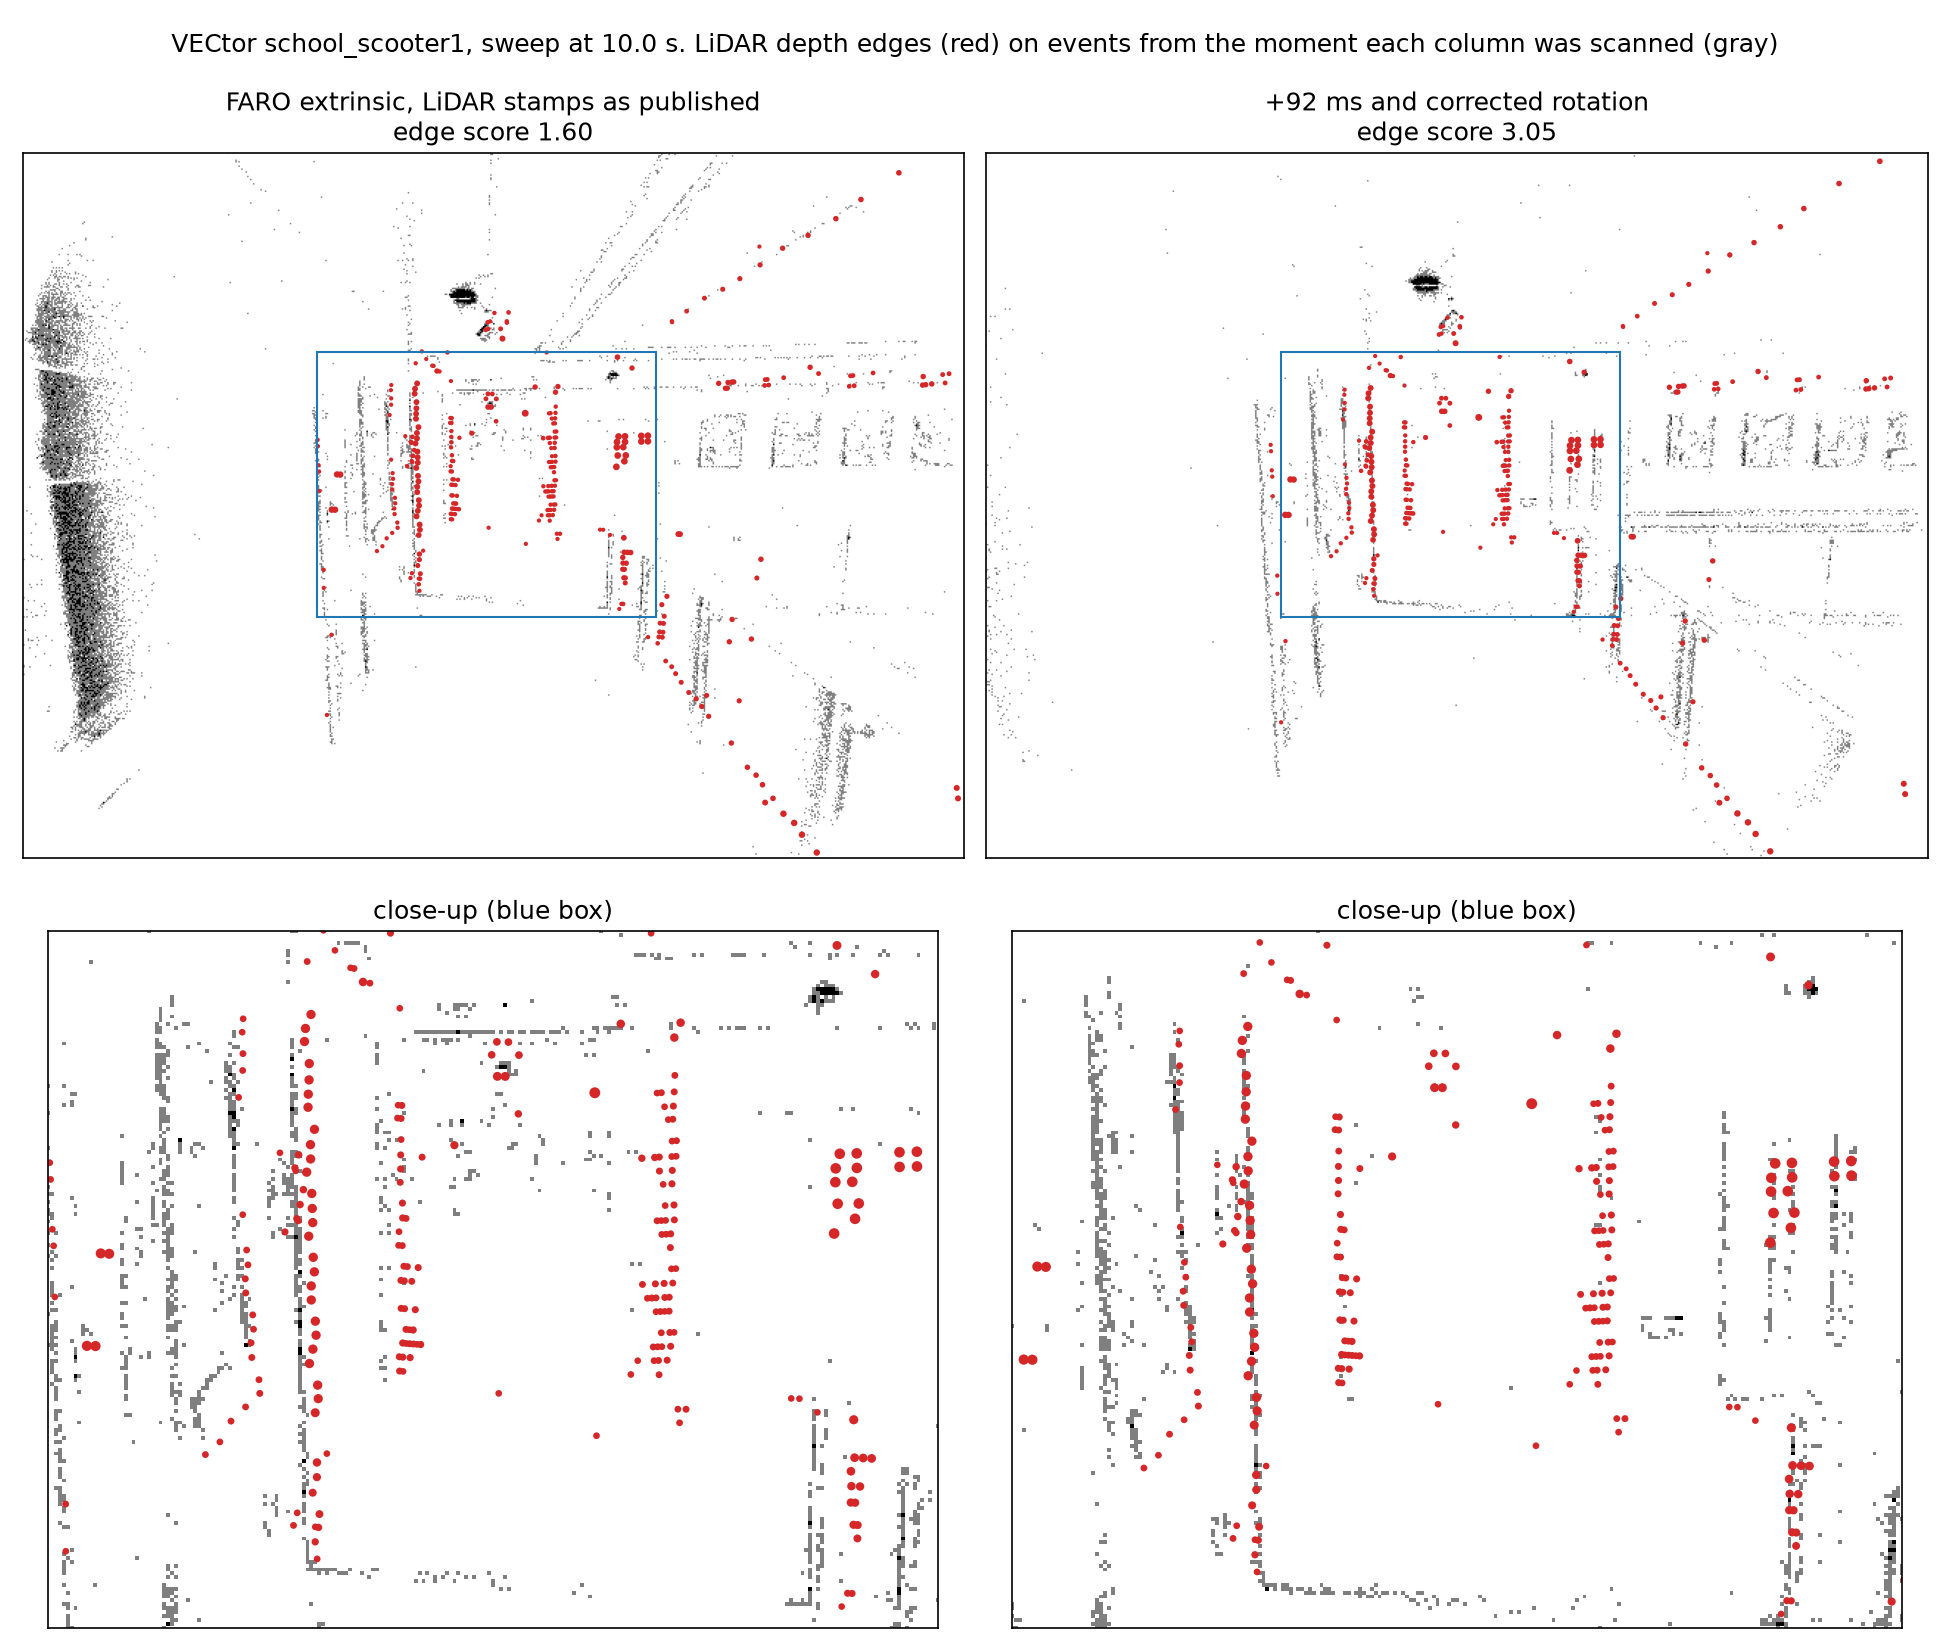 VECtor school_scooter1, sweep at 10.0 s. LiDAR depth edges (red) on events from the moment each column was scanned (gray)
FARO extrinsic, LiDAR stamps as published
edge score 1.60
+92 ms and corrected rotation
edge score 3.05
close-up (blue box)
close-up (blue box)